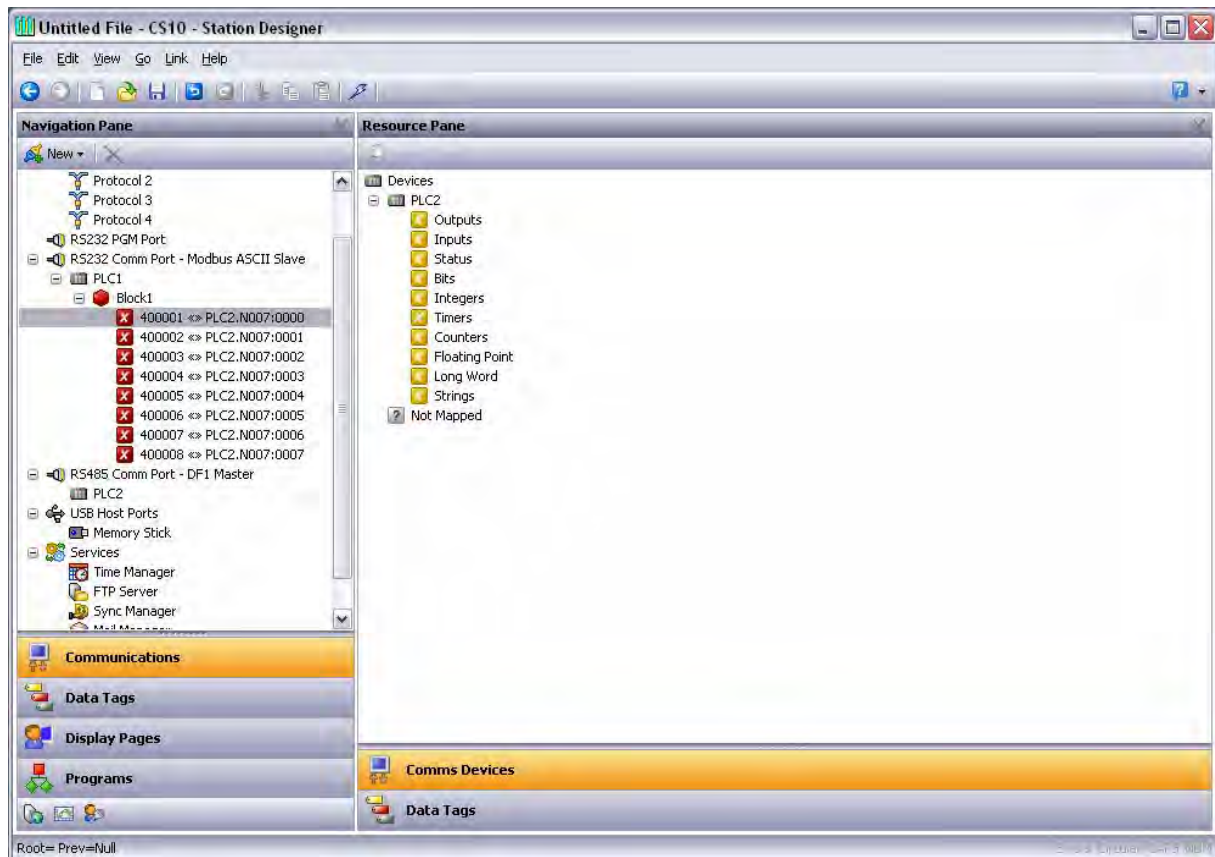 Untitled File - CS10 - Station Designer
File Edit View Go Link Help
Navigation Pane
New
Protocol 2
Protocol 3
Protocol 4
RS232 PGM Port
RS232 Comm Port - Modbus ASCII Slave
PLC1
Block1
400001 <> PLC2.N007:0000
400002 <> PLC2.N007:0001
400003 <> PLC2.N007:0002
400004 <> PLC2.N007:0003
400005 <> PLC2.N007:0004
400006 <> PLC2.N007:0005
400007 <> PLC2.N007:0006
400008 <> PLC2.N007:0007
RS485 Comm Port - DF1 Master
PLC2
USB Host Ports
Memory Stick
Services
Time Manager
FTP Server
Sync Manager
Mail Manager
Communications
Data Tags
Display Pages
Programs
Resource Pane
Devices
PLC2
Outputs
Inputs
Status
Bits
Integers
Timers
Counters
Floating Point
Long Word
Strings
Not Mapped
Comms Devices
Data Tags
Root= Prev=Null